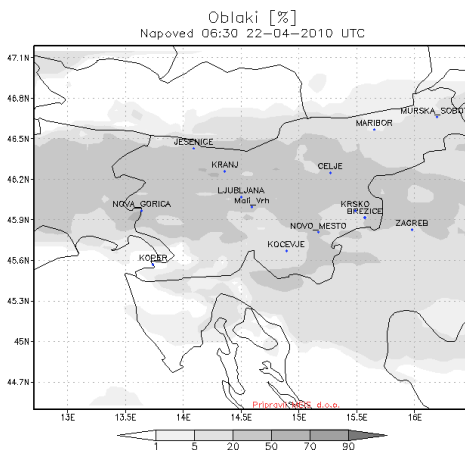 Oblaki [%]
Napoved 06:30 22-04-2010 UTC
47.1N
46.8N
46.5N
46.2N
45.9N
45.6N
45.3N
45N
44.7N
MURSKA_SOBO
MARIBOR
JESENICE
KRANJ
CELJE
LJUBLJANA
Mali_Vrh
NOVA_GORICA
KRSKO
BREZICE
NOVO_MESTO
ZAGREB
KOCEVJE
KOPER
d.o.o.
13E
13.5E
14E
14.5E
15E
15.5E
16E
1 5 20 50 70 90